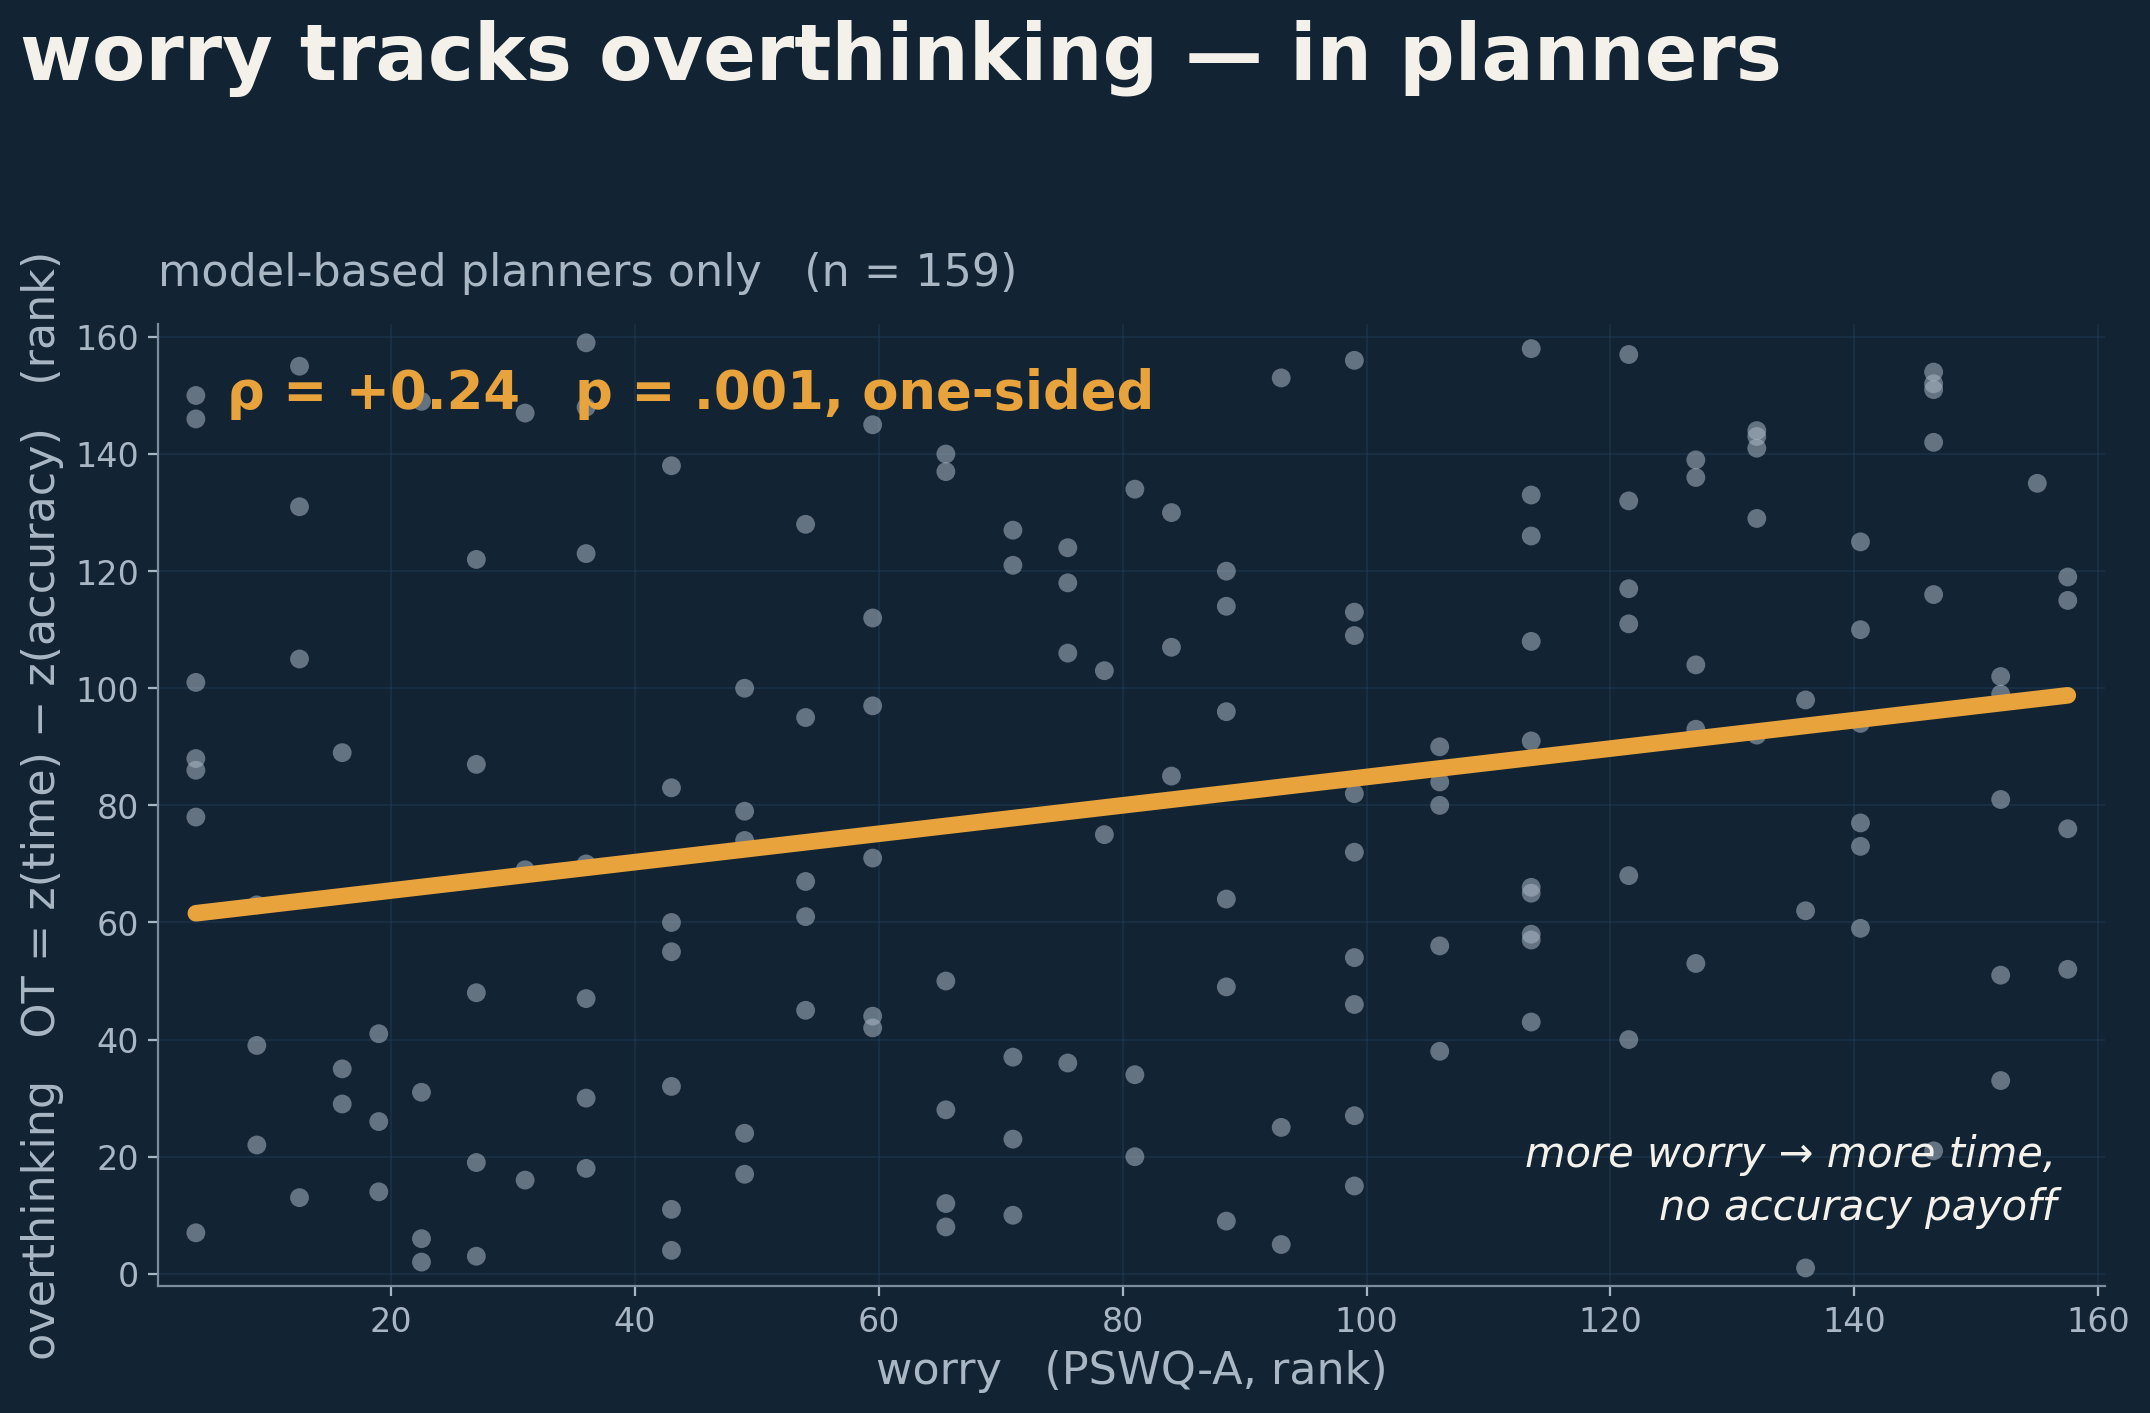 worry tracks overthinking — in planners
model-based planners only (n = 159)
overthinking OT = z(time) − z(accuracy) (rank)
160
140
120
100
80
60
40
20
0
ρ = +0.24 p = .001, one-sided
more worry → more time,
no accuracy payoff
20 40 60 80 100 120 140 160
worry (PSWQ-A, rank)